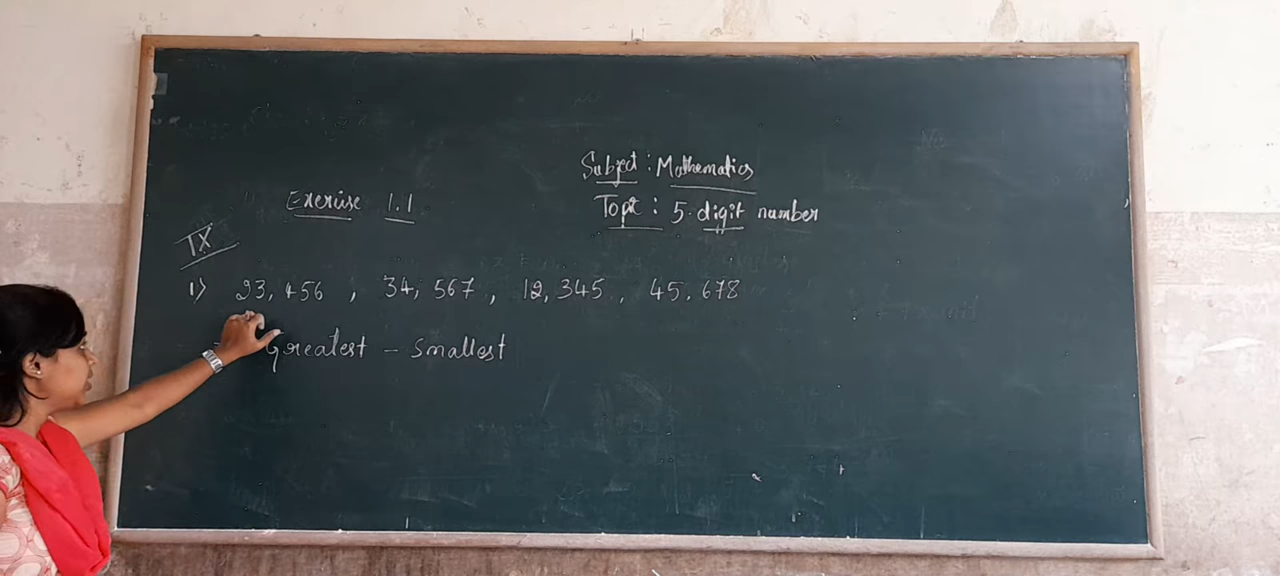 Subject : Mathematics
Exercise 1.1
Topic : 5 digit number
IX
1) 23,456 , 34, 567 , 12, 345 , 45,678
Greatest - Smallest